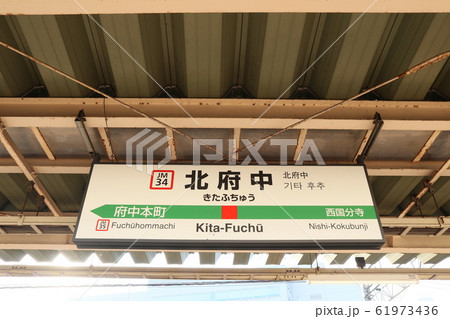 JM
34
北府中
北府中
기타 후추
きたふちゅう
府中本町
西国分寺
JM
35
Fuchūhommachi
Kita-Fuchū
Nishi-Kokubunji
PIXTA
pixta.jp - 61973436